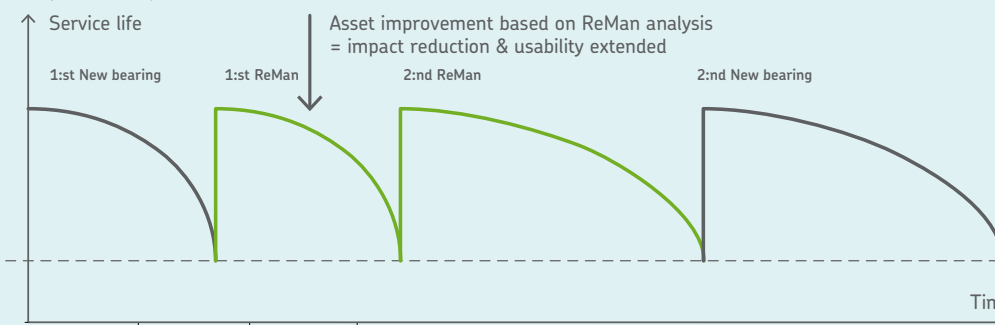 Service life
Asset improvement based on ReMan analysis
= impact reduction & usability extended
1:st New bearing
1:st ReMan
2:nd ReMan
2:nd New bearing